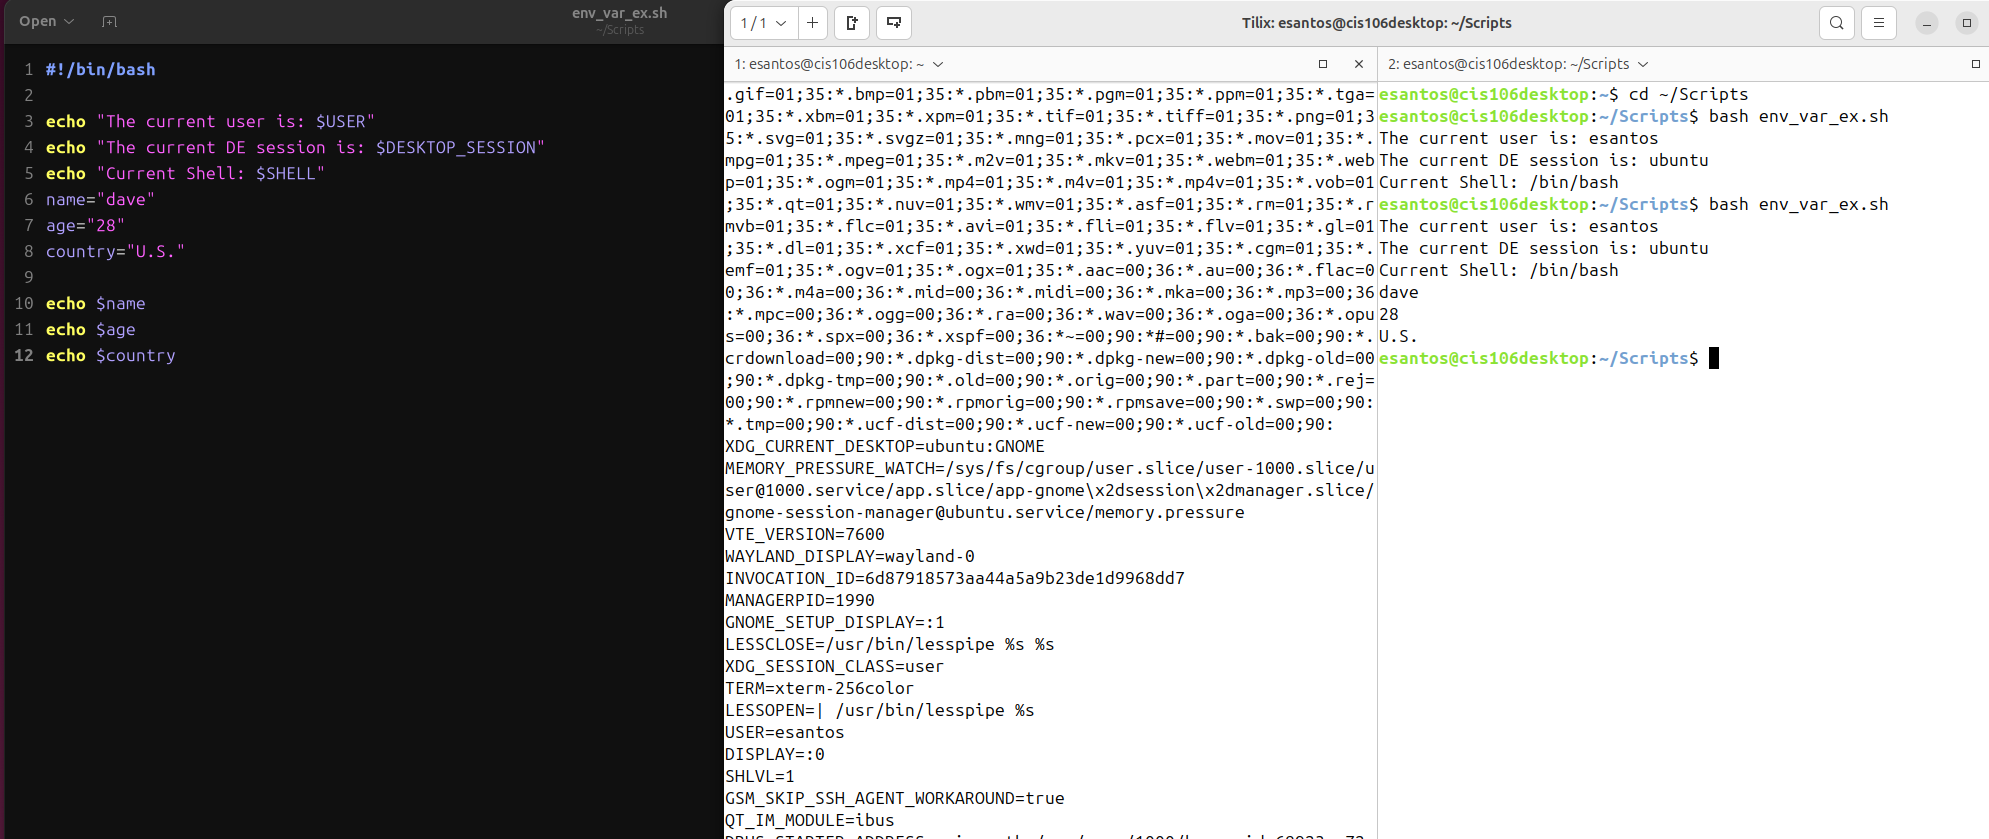 Open
env_var_ex.sh
~/Scripts
1 #!/bin/bash
2
3 echo "The current user is: $USER"
4 echo "The current DE session is: $DESKTOP_SESSION"
5 echo "Current Shell: $SHELL"
6 name="dave"
7 age="28"
8 country="U.S."
9
10 echo $name
11 echo $age
12 echo $country
1 / 1
Tilix: esantos@cis106desktop: ~/Scripts
1: esantos@cis106desktop: ~
.gif=01;35:*.bmp=01;35:*.pbm=01;35:*.pgm=01;35:*.ppm=01;35:*.tga=
01;35:*.xbm=01;35:*.xpm=01;35:*.tif=01;35:*.tiff=01;35:*.png=01;3
5:*.svg=01;35:*.svgz=01;35:*.mng=01;35:*.pcx=01;35:*.mov=01;35:*.
mpg=01;35:*.mpeg=01;35:*.m2v=01;35:*.mkv=01;35:*.webm=01;35:*.web
p=01;35:*.ogm=01;35:*.mp4=01;35:*.m4v=01;35:*.mp4v=01;35:*.vob=01
;35:*.qt=01;35:*.nuv=01;35:*.wmv=01;35:*.asf=01;35:*.rm=01;35:*.r
mvb=01;35:*.flc=01;35:*.avi=01;35:*.fli=01;35:*.flv=01;35:*.gl=01
;35:*.dl=01;35:*.xcf=01;35:*.xwd=01;35:*.yuv=01;35:*.cgm=01;35:*.
emf=01;35:*.ogv=01;35:*.ogx=01;35:*.aac=00;36:*.au=00;36:*.flac=0
0;36:*.m4a=00;36:*.mid=00;36:*.midi=00;36:*.mka=00;36:*.mp3=00;36
:*.mpc=00;36:*.ogg=00;36:*.ra=00;36:*.wav=00;36:*.oga=00;36:*.opu
s=00;36:*.spx=00;36:*.xspf=00;36:*~=00;90:*#=00;90:*.bak=00;90:*.
crdownload=00;90:*.dpkg-dist=00;90:*.dpkg-new=00;90:*.dpkg-old=00
;90:*.dpkg-tmp=00;90:*.old=00;90:*.orig=00;90:*.part=00;90:*.rej=
00;90:*.rpmnew=00;90:*.rpmorig=00;90:*.rpmsave=00;90:*.swp=00;90:
*.tmp=00;90:*.ucf-dist=00;90:*.ucf-new=00;90:*.ucf-old=00;90:
XDG_CURRENT_DESKTOP=ubuntu:GNOME
MEMORY_PRESSURE_WATCH=/sys/fs/cgroup/user.slice/user-1000.slice/u
ser@1000.service/app.slice/app-gnome\x2dsession\x2dmanager.slice/
gnome-session-manager@ubuntu.service/memory.pressure
VTE_VERSION=7600
WAYLAND_DISPLAY=wayland-0
INVOCATION_ID=6d87918573aa44a5a9b23de1d9968dd7
MANAGERPID=1990
GNOME_SETUP_DISPLAY=:1
LESSCLOSE=/usr/bin/lesspipe %s %s
XDG_SESSION_CLASS=user
TERM=xterm-256color
LESSOPEN=| /usr/bin/lesspipe %s
USER=esantos
DISPLAY=:0
SHLVL=1
GSM_SKIP_SSH_AGENT_WORKAROUND=true
QT_IM_MODULE=ibus
2: esantos@cis106desktop: ~/Scripts
esantos@cis106desktop:~$ cd ~/Scripts
esantos@cis106desktop:~/Scripts$ bash env_var_ex.sh
The current user is: esantos
The current DE session is: ubuntu
Current Shell: /bin/bash
esantos@cis106desktop:~/Scripts$ bash env_var_ex.sh
The current user is: esantos
The current DE session is: ubuntu
Current Shell: /bin/bash
dave
28
U.S.
esantos@cis106desktop:~/Scripts$